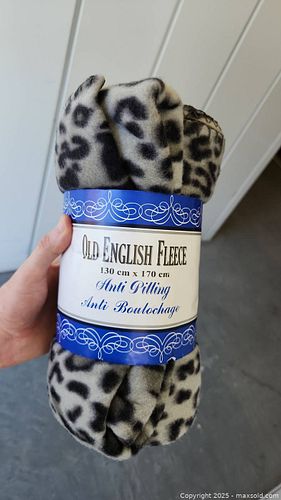 OLD ENGLISH FLEECE
130 cm x 170 cm
Anti Pilling
Anti Boulochage
Copyright © 2025 - maxsold.com